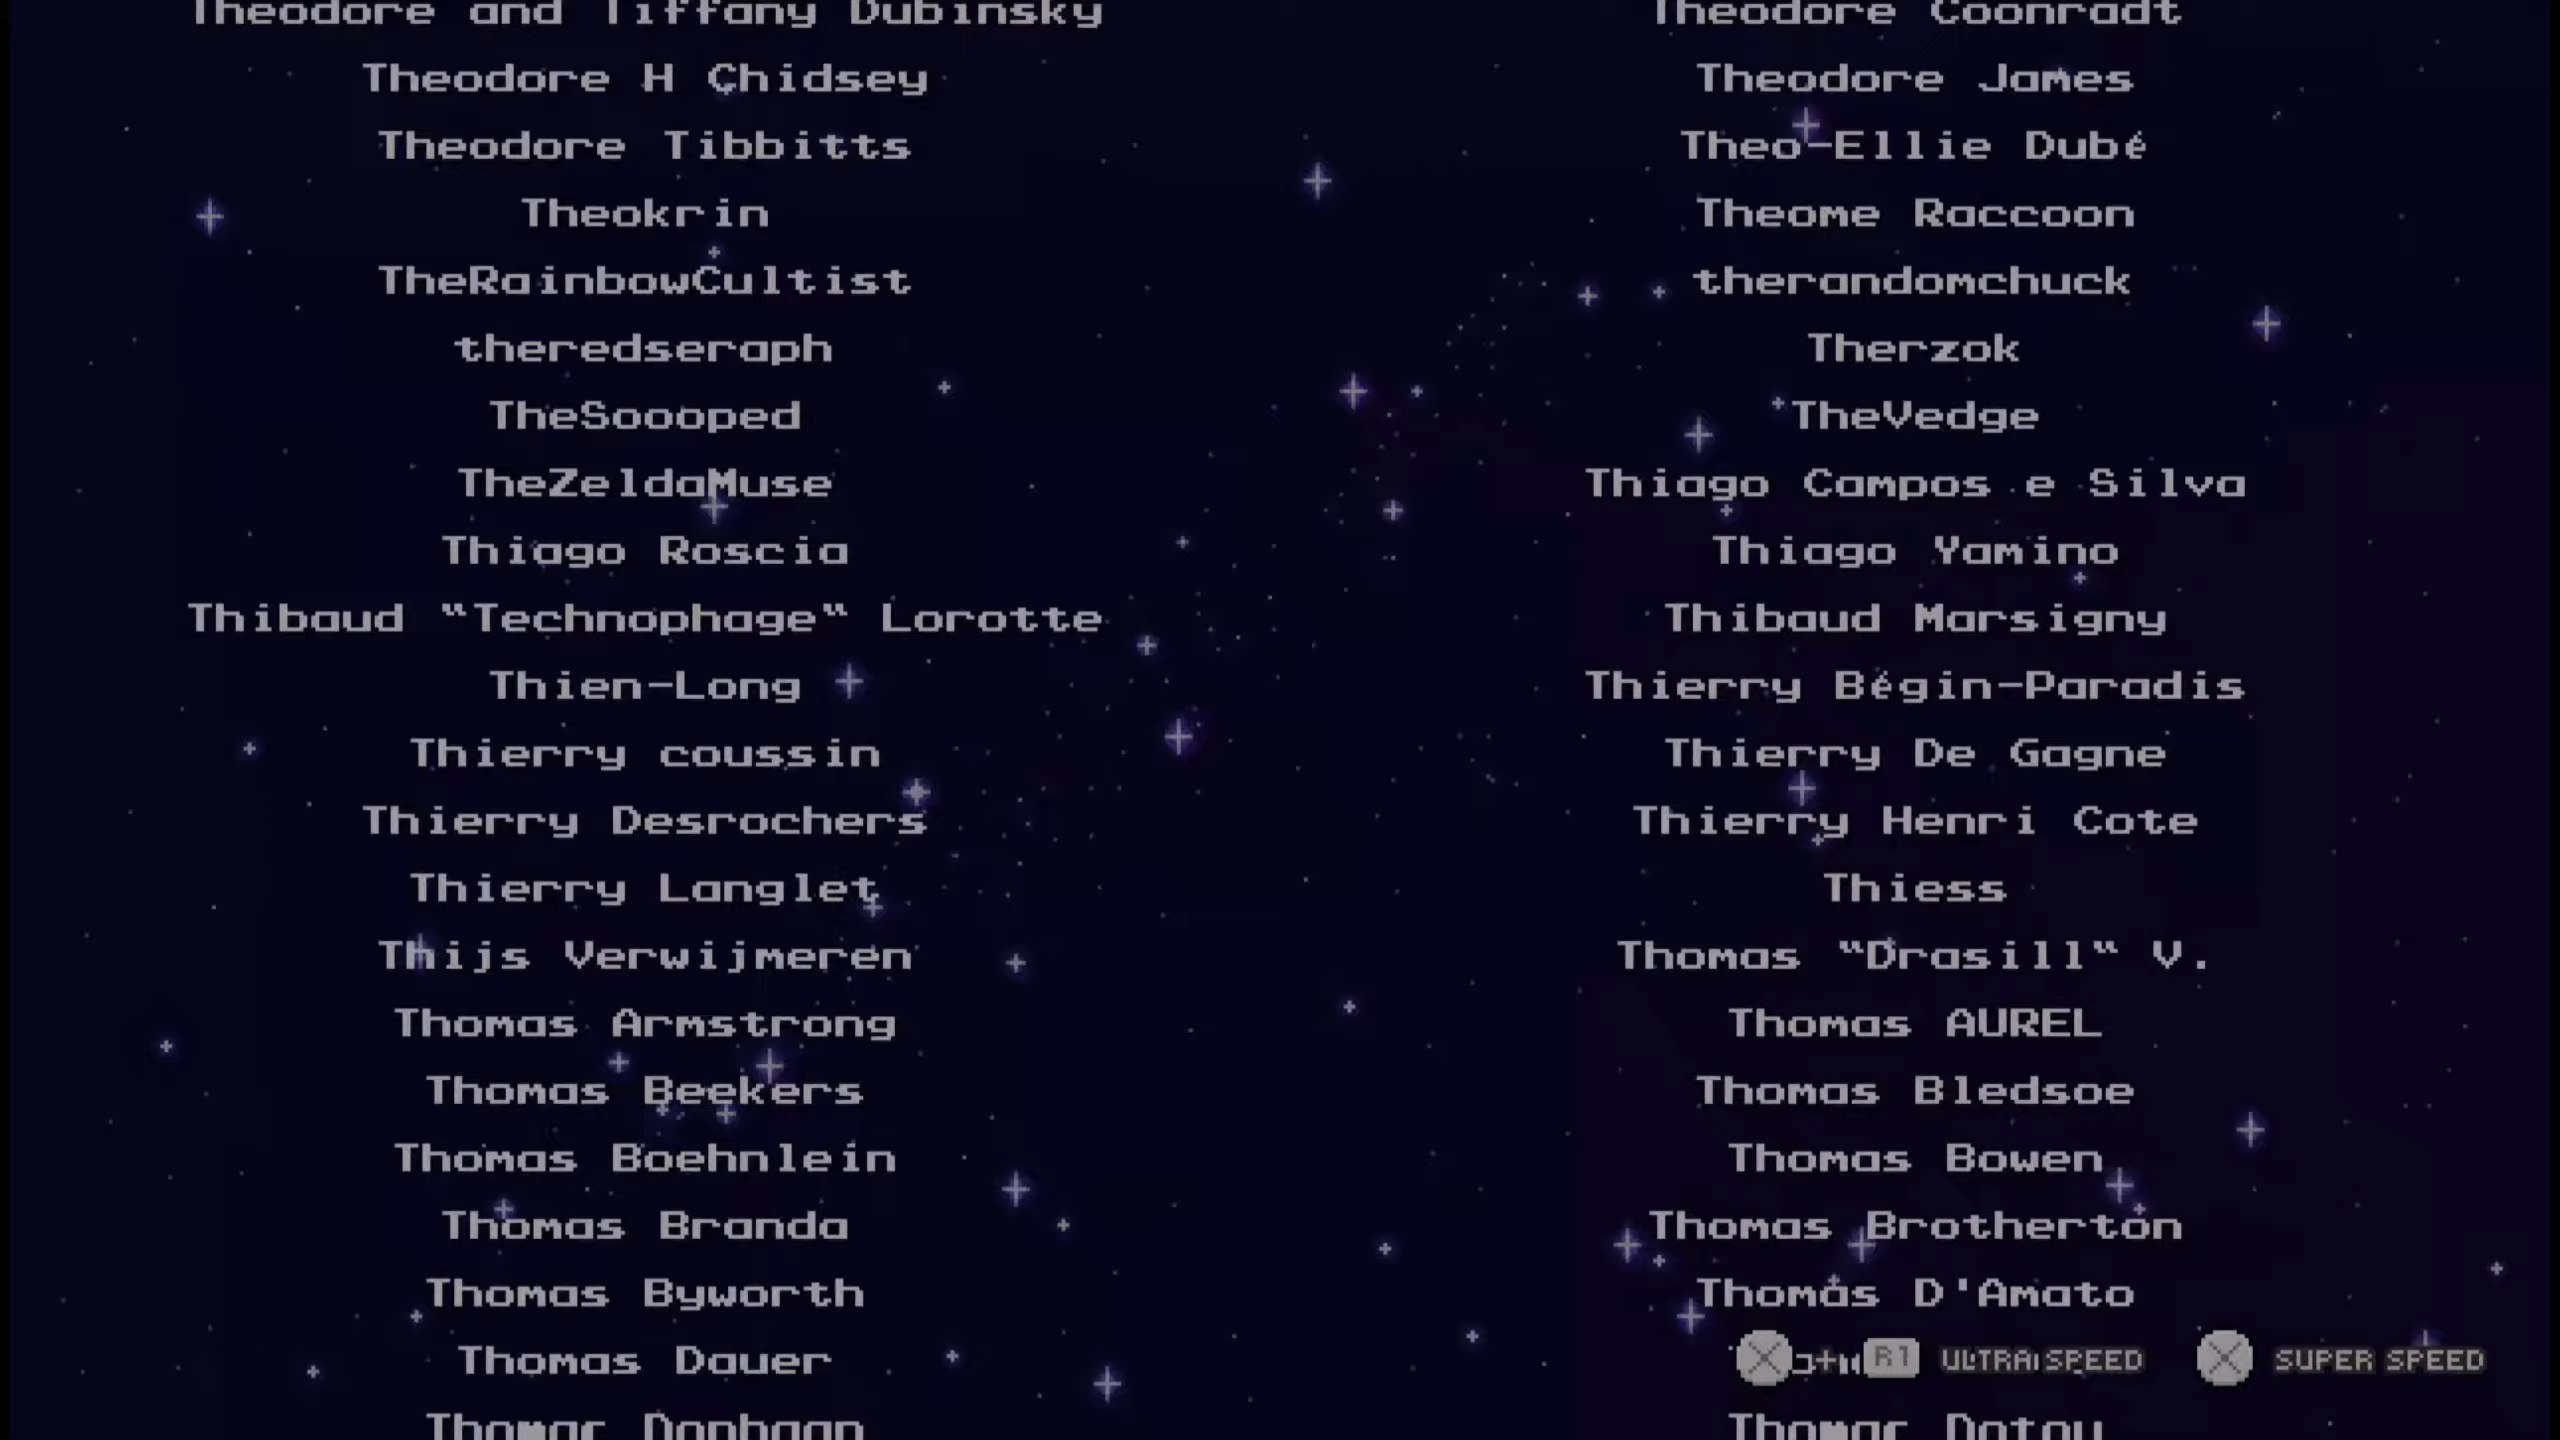 Theodore and Tiffany Dubinsky
Theodore Coonradt
Theodore H Chidsey
Theodore James
Theodore Tibbitts
Theo-Ellie Dubé
Theokrin
Theome Raccoon
TheRainbowCultist
therandomchuck
theredseraph
Therzok
TheSoooped
TheVedge
TheZeldaMuse
Thiago Campos e Silva
Thiago Roscia
Thiago Yamino
Thibaud "Technophage" Lorotte
Thibaud Marsigny
Thien-Long
Thierry Bégin-Paradis
Thierry coussin
Thierry De Gagne
Thierry Desrochers
Thierry Henri Cote
Thierry Langlet
Thiess
Thijs Verwijmeren
Thomas "Drasill" V.
Thomas Armstrong
Thomas AUREL
Thomas Beekers
Thomas Bledsoe
Thomas Boehnlein
Thomas Bowen
Thomas Branda
Thomas Brotherton
Thomas Byworth
Thomas D'Amato
Thomas Dauer
+ R1 ULTRA SPEED
SUPER SPEED
Thomas
Thomas